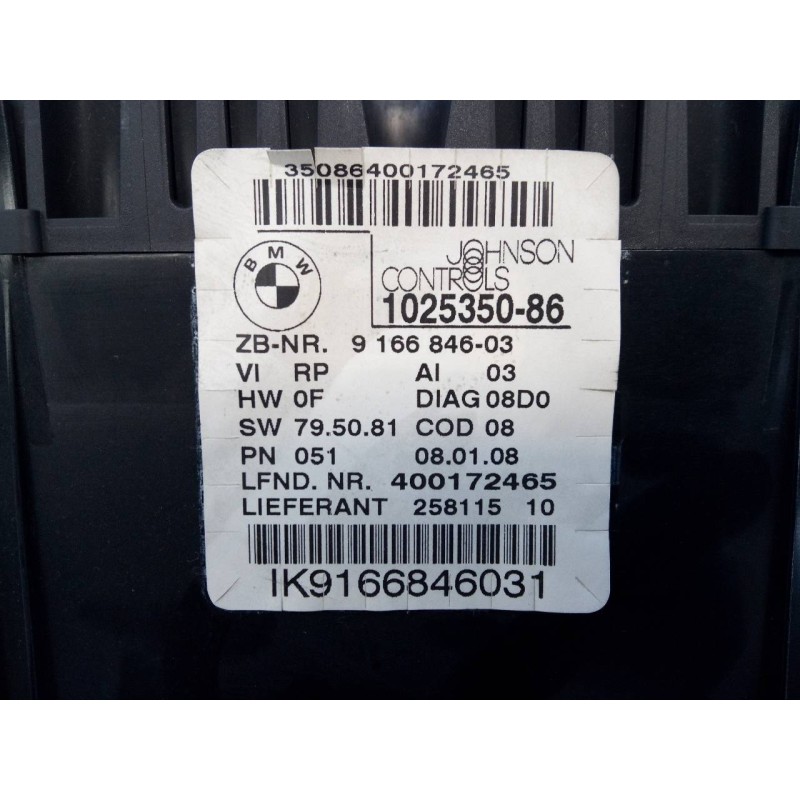 35086400172465
BMW
JOHNSON
CONTROLS
1025350-86
ZB-NR. 9 166 846-03
VI RP AI 03
HW 0F DIAG 08D0
SW 79.50.81 COD 08
PN 051 08.01.08
LFND. NR. 400172465
LIEFERANT 258115 10
IK9166846031